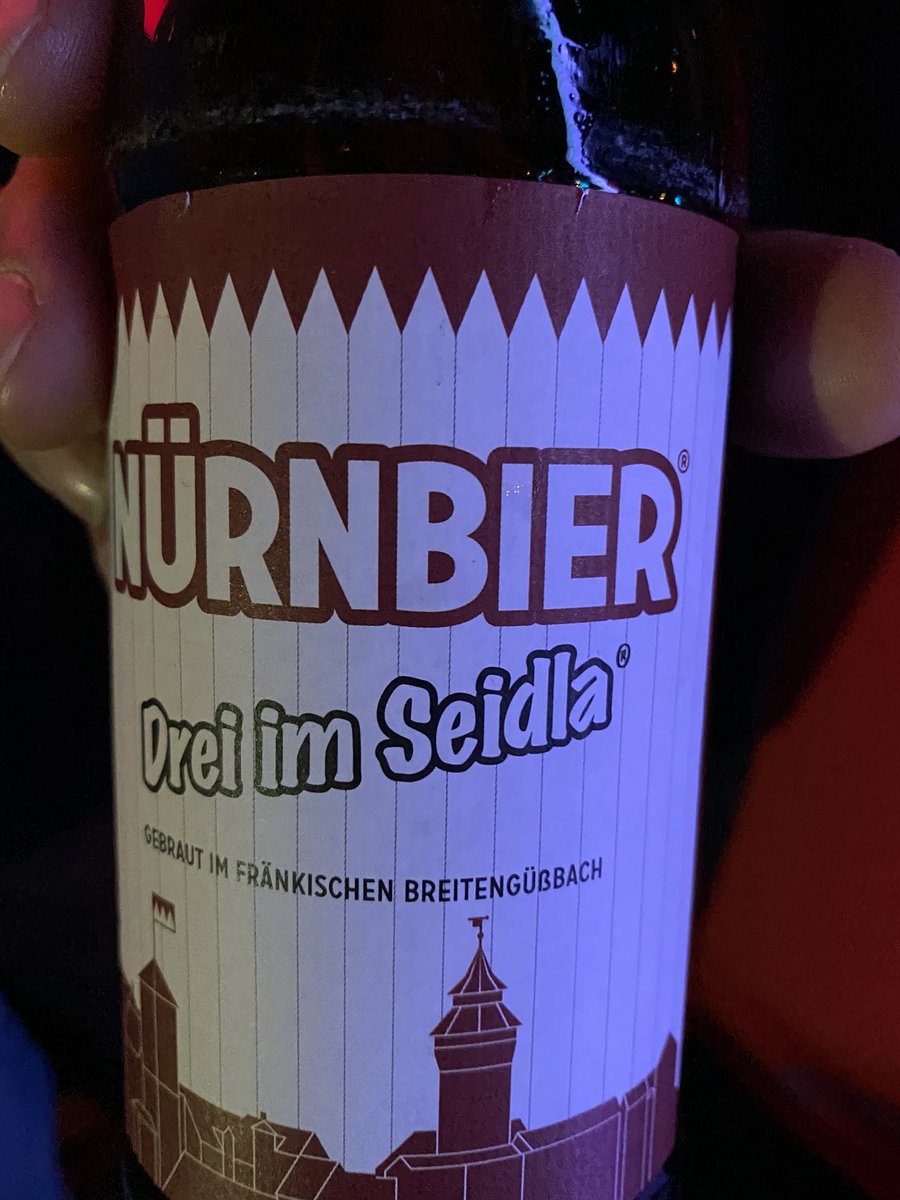 NÜRNBIER®
Drei im Seidla®
GEBRAUT IM FRÄNKISCHEN BREITENGÜẞBACH